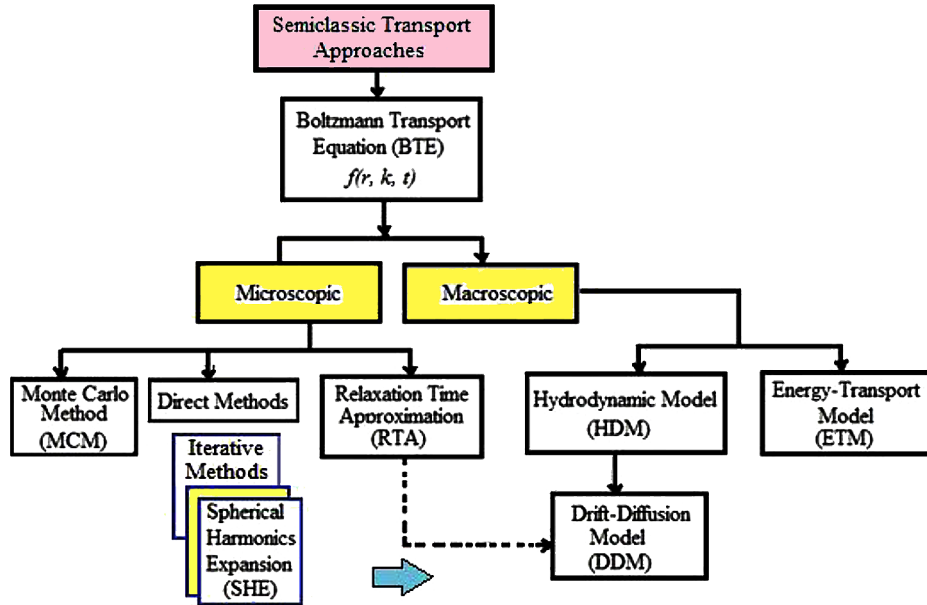 Semiclassic Transport
Approaches
Boltzmann Transport
Equation (BTE)
f(r, k, t)
Microscopic
Macroscopic
Monte Carlo
Method
(MCM)
Direct Methods
Relaxation Time
Approximation
(RTA)
Hydrodynamic Model
(HDM)
Energy-Transport
Model
(ETM)
Iterative
Methods
Spherical
Harmonics
Expansion
(SHE)
Drift-Diffusion
Model
(DDM)